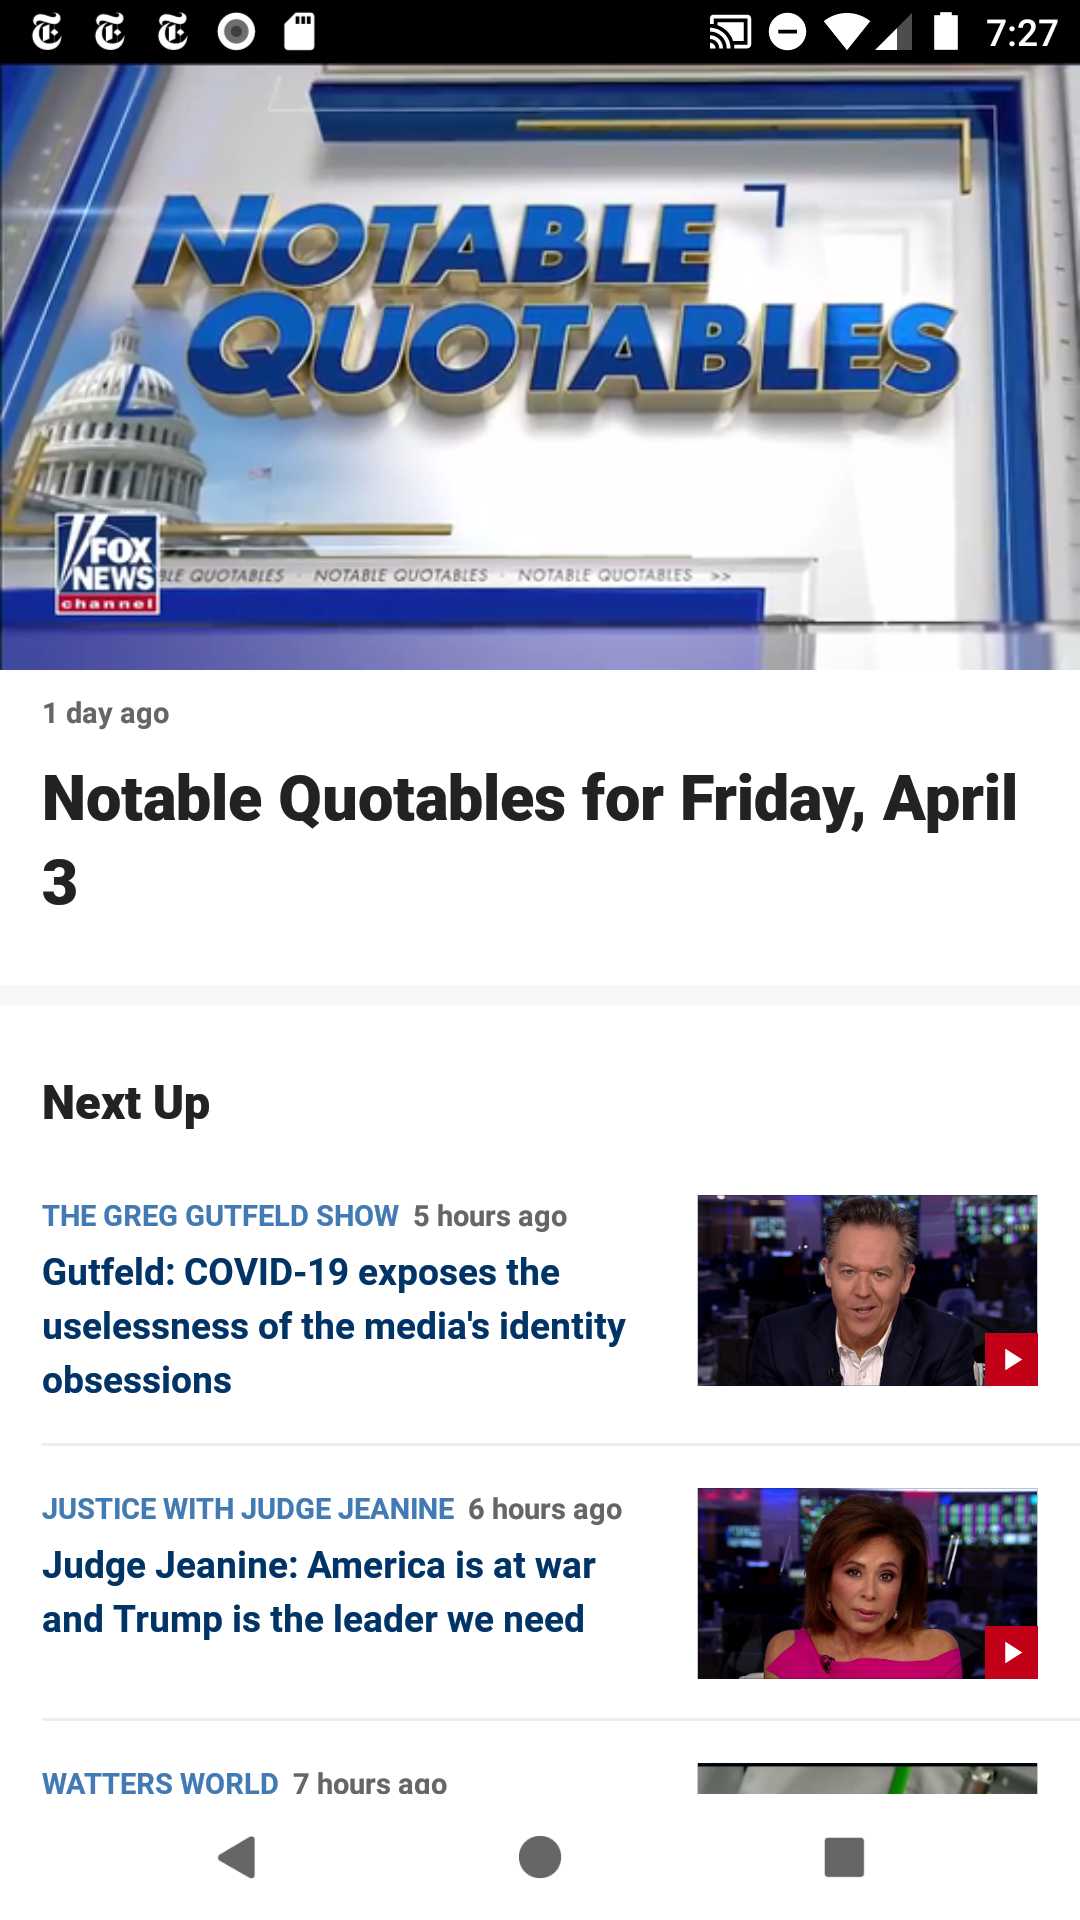 7:27
NOTABLE
QUOTABLES
FOX
NEWS
channel
BLE QUOTABLES · NOTABLE QUOTABLES · NOTABLE QUOTABLES >>
1 day ago
Notable Quotables for Friday, April
3
Next Up
THE GREG GUTFELD SHOW 5 hours ago
Gutfeld: COVID-19 exposes the
uselessness of the media's identity
obsessions
JUSTICE WITH JUDGE JEANINE 6 hours ago
Judge Jeanine: America is at war
and Trump is the leader we need
WATTERS WORLD 7 hours ago